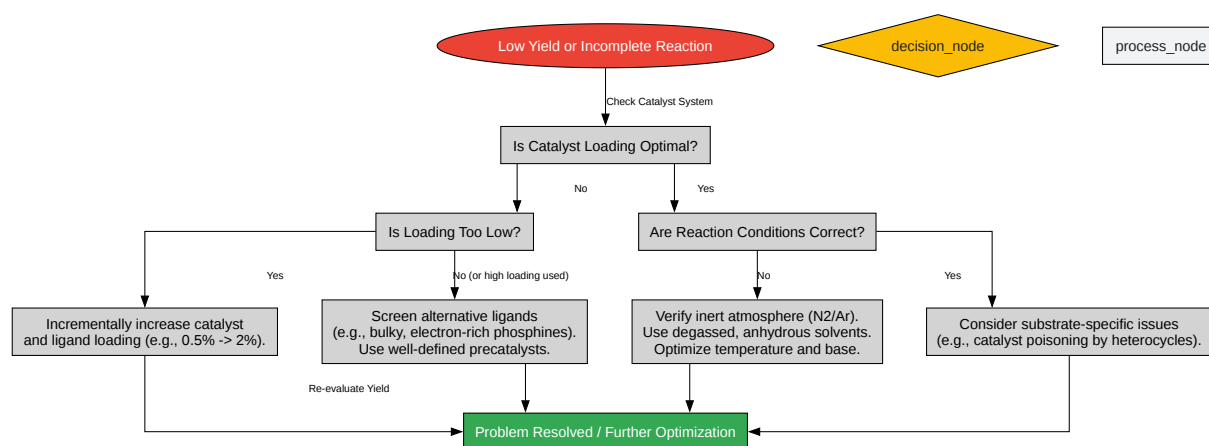 Low Yield or Incomplete Reaction
decision_node
process_node
Check Catalyst System
Is Catalyst Loading Optimal?
No
Yes
Is Loading Too Low?
Are Reaction Conditions Correct?
Yes
No (or high loading used)
No
Yes
Incrementally increase catalyst
and ligand loading (e.g., 0.5% -> 2%).
Screen alternative ligands
(e.g., bulky, electron-rich phosphines).
Use well-defined precatalysts.
Verify inert atmosphere (N2/Ar).
Use degassed, anhydrous solvents.
Optimize temperature and base.
Consider substrate-specific issues
(e.g., catalyst poisoning by heterocycles).
Re-evaluate Yield
Problem Resolved / Further Optimization